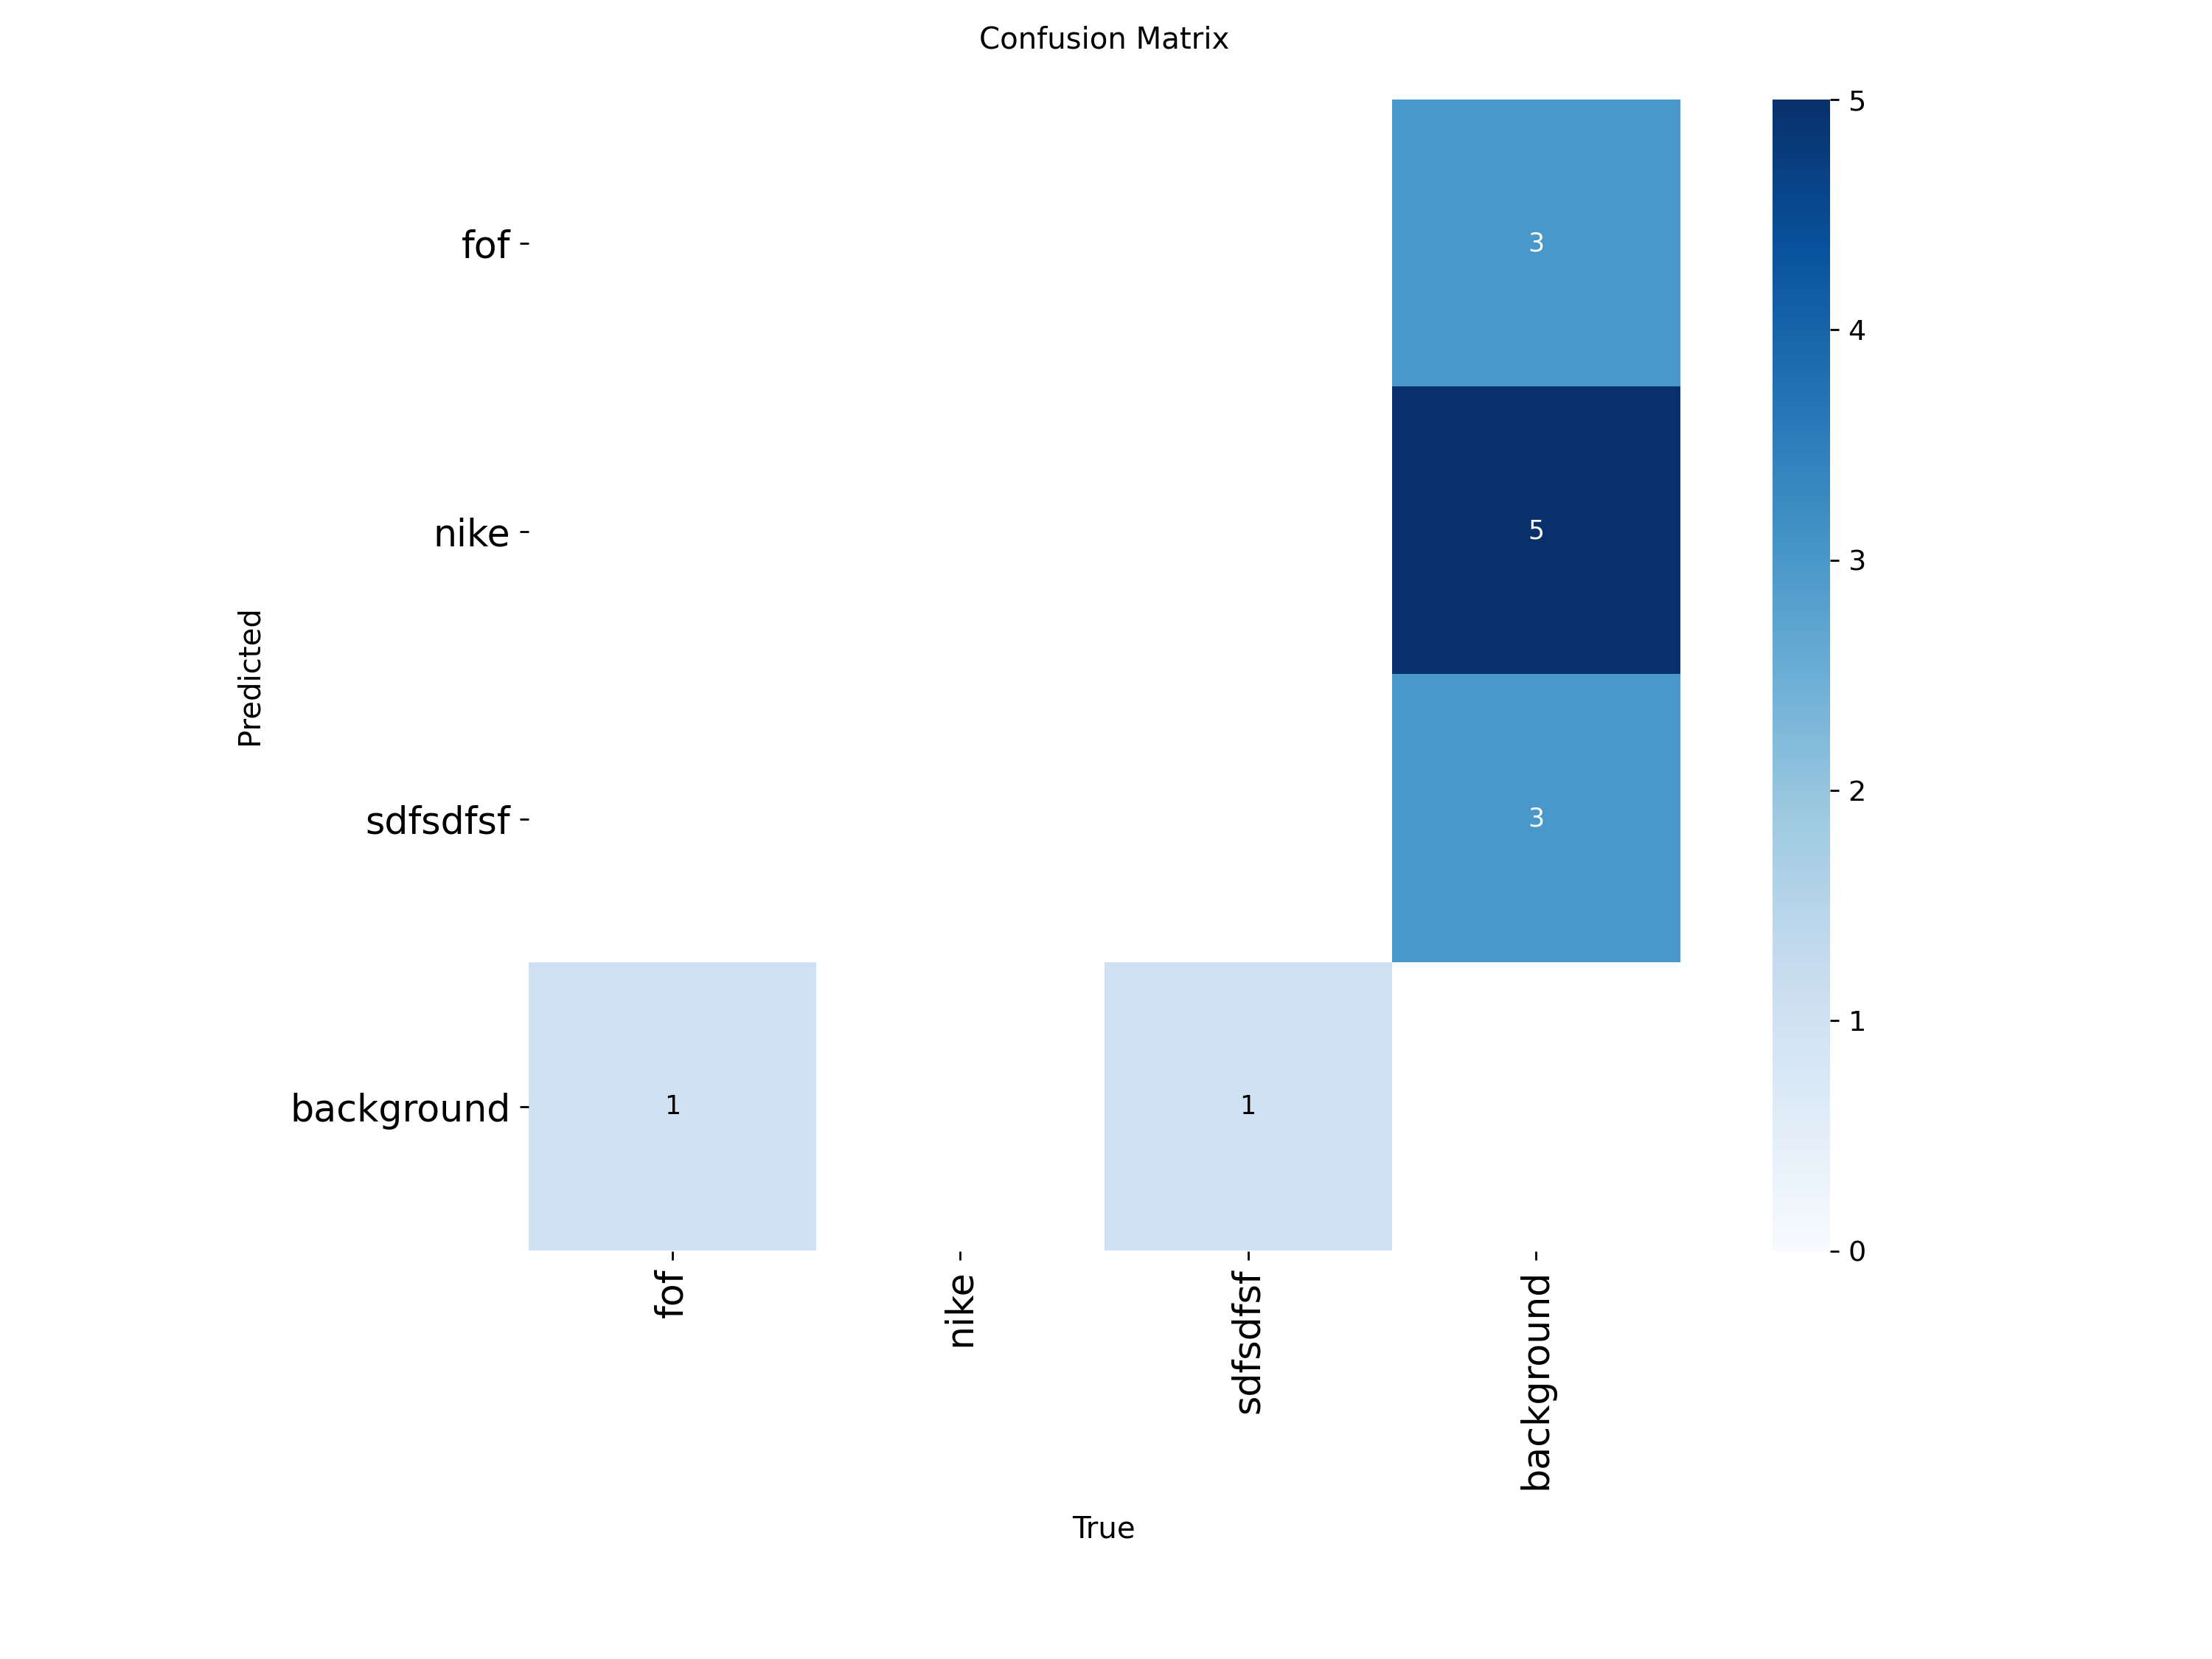 Confusion Matrix
5
fof
3
4
nike
5
3
Predicted
2
sdfsdfsf
3
1
background
1
1
0
fof
nike
sdfsdfsf
background
True